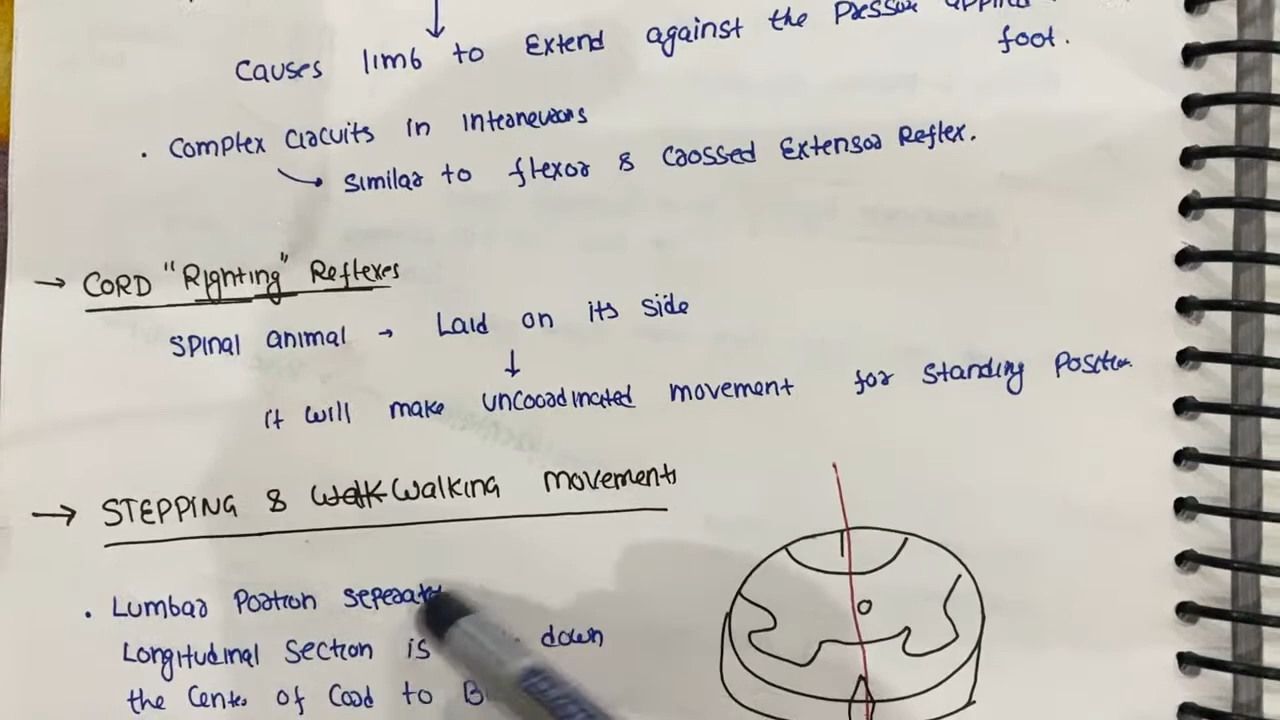 Causes limb to Extend against the Pressure
foot.
. Complex Circuits in Interneurons
→ Similar to flexor & Crossed Extensor Reflex.
→ CORD "Righting" Reflexes
Spinal animal → Laid on its side
↓
it will make uncoordinated movement for standing Position
→ STEPPING & Walk Walking movements
. Lumbar Portion
Longitudinal Section is down
the Center of Cord to